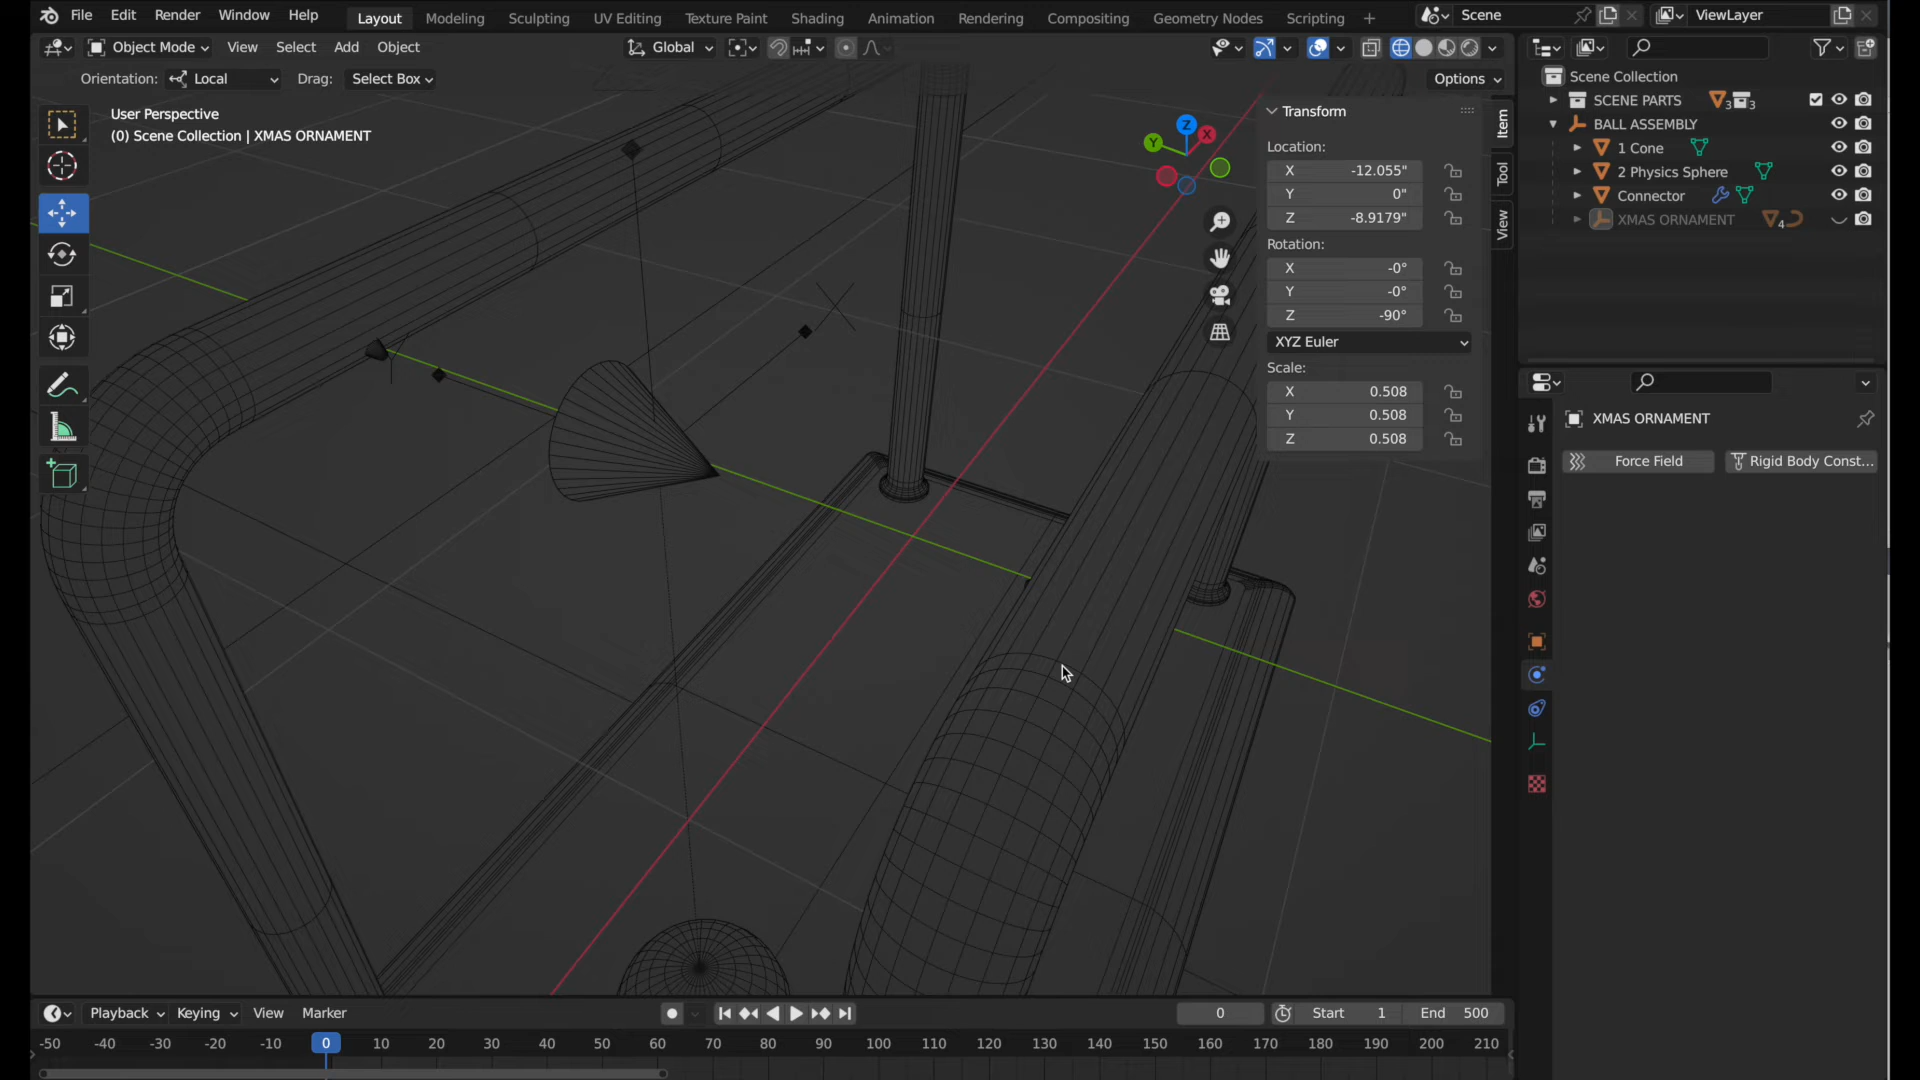 File Edit Render Window Help Layout Modeling Sculpting UV Editing Texture Paint Shading Animation Rendering Compositing Geometry Nodes Scripting + Scene ViewLayer
Object Mode View Select Add Object Global
Orientation: Local Drag: Select Box Options
User Perspective
(0) Scene Collection | XMAS ORNAMENT
Transform
Location:
X -12.055"
Y 0"
Z -8.9179"
Rotation:
X -0°
Y -0°
Z -90°
XYZ Euler
Scale:
X 0.508
Y 0.508
Z 0.508
Item
Tool
View
Z
Y
X
Scene Collection
SCENE PARTS 3 3
BALL ASSEMBLY
1 Cone
2 Physics Sphere
Connector
XMAS ORNAMENT 4
XMAS ORNAMENT
Force Field Rigid Body Const...
Playback Keying View Marker 0 Start 1 End 500
-50 -40 -30 -20 -10 0 10 20 30 40 50 60 70 80 90 100 110 120 130 140 150 160 170 180 190 200 210